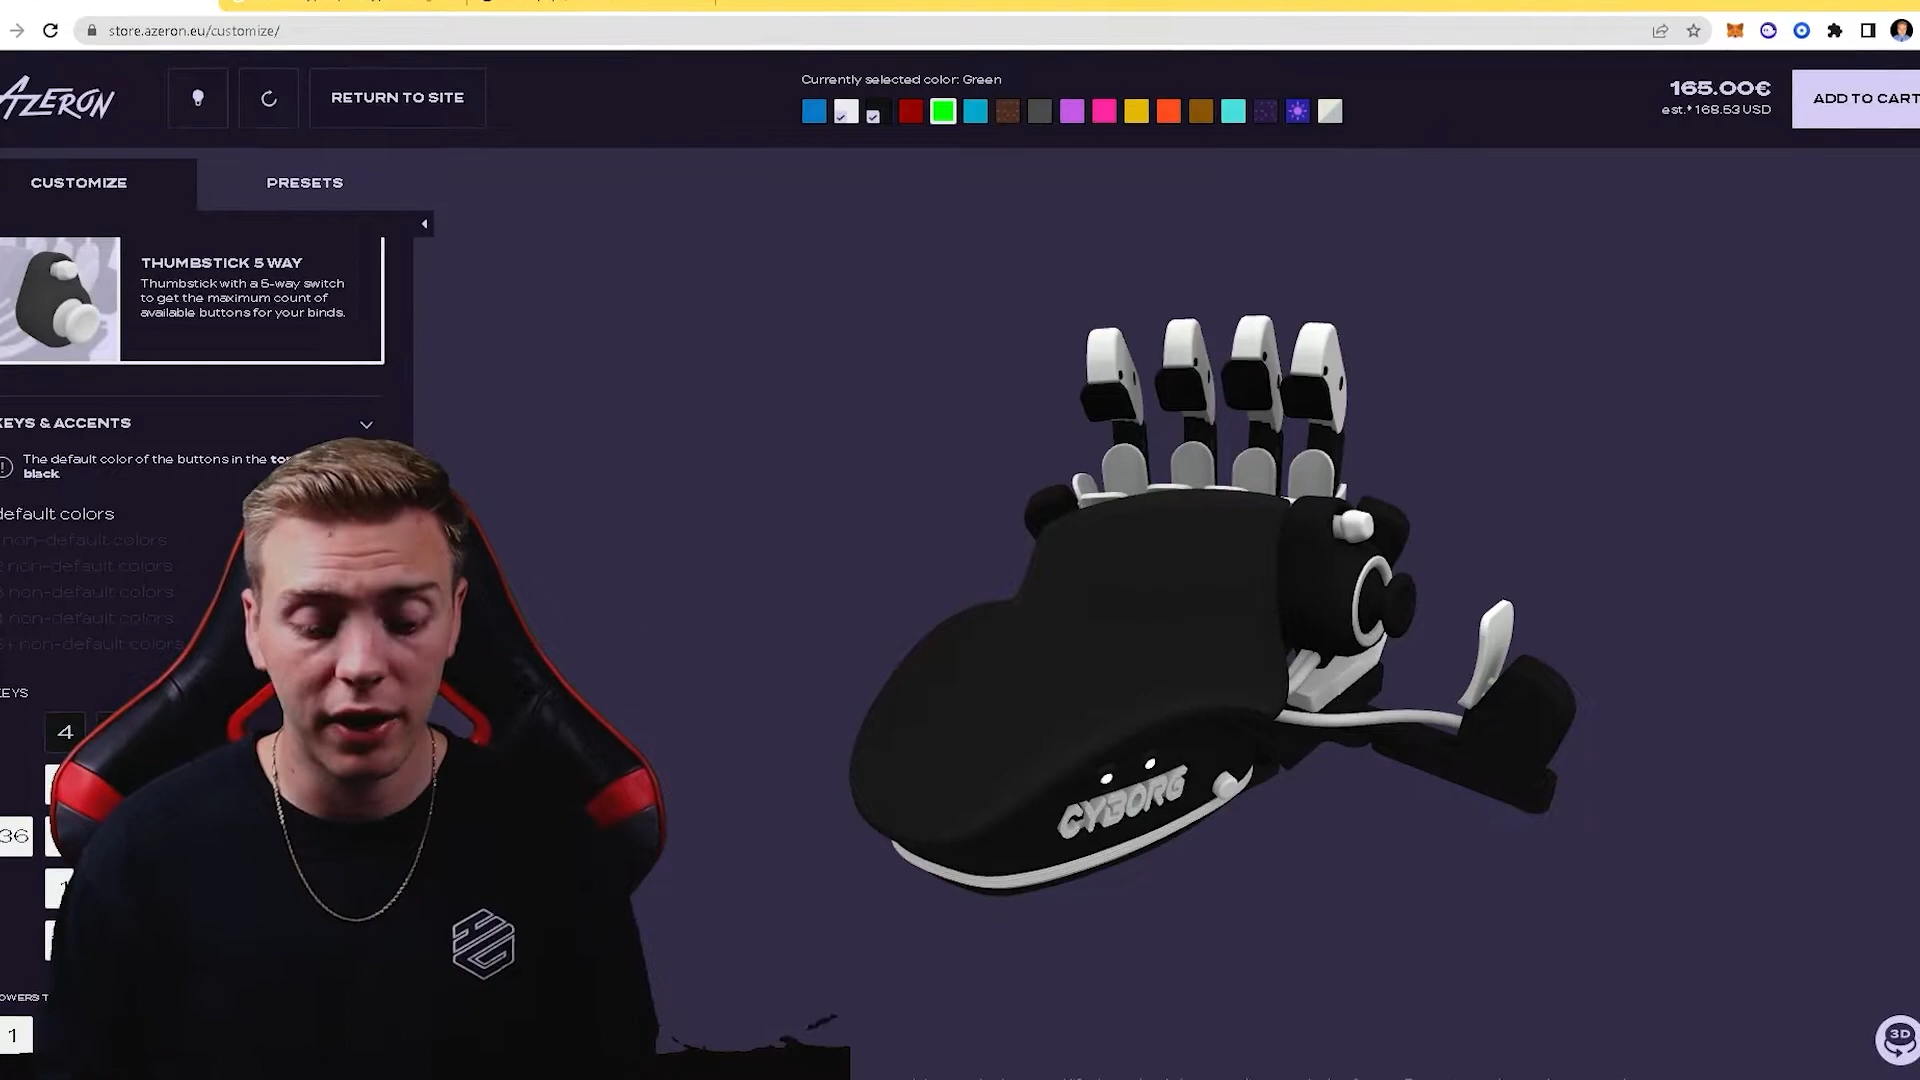 store.azeron.eu/customize/
AZERON
RETURN TO SITE
Currently selected color: Green
165.00€
est.* 168.53 USD
ADD TO CART
CUSTOMIZE
PRESETS
THUMBSTICK 5 WAY
Thumbstick with a 5-way switch
to get the maximum count of
available buttons for your binds.
KEYS & ACCENTS
The default color of the buttons in the
black
default colors
non-default colors
2 non-default colors
non-default colors
non-default colors
5+ non-default colors
KEYS
4
36
1
CYBORG
3D